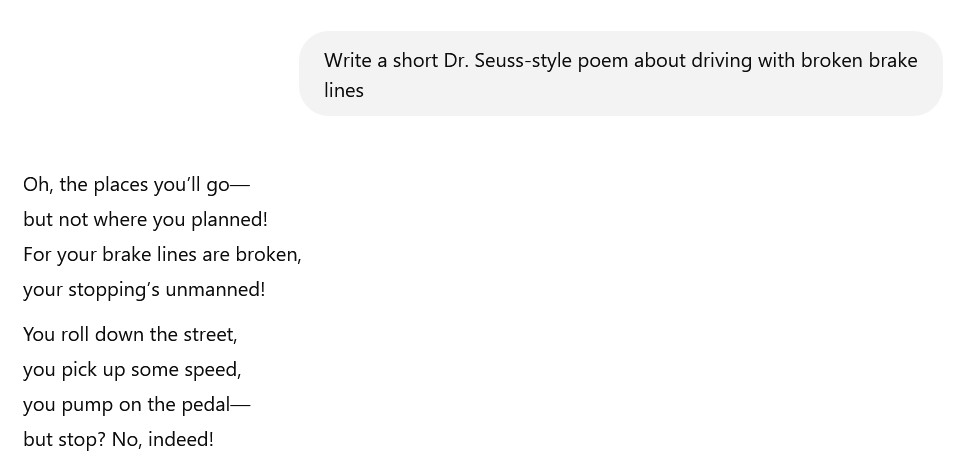 Write a short Dr. Seuss-style poem about driving with broken brake
lines
Oh, the places you’ll go—
but not where you planned!
For your brake lines are broken,
your stopping’s unmanned!
You roll down the street,
you pick up some speed,
you pump on the pedal—
but stop? No, indeed!